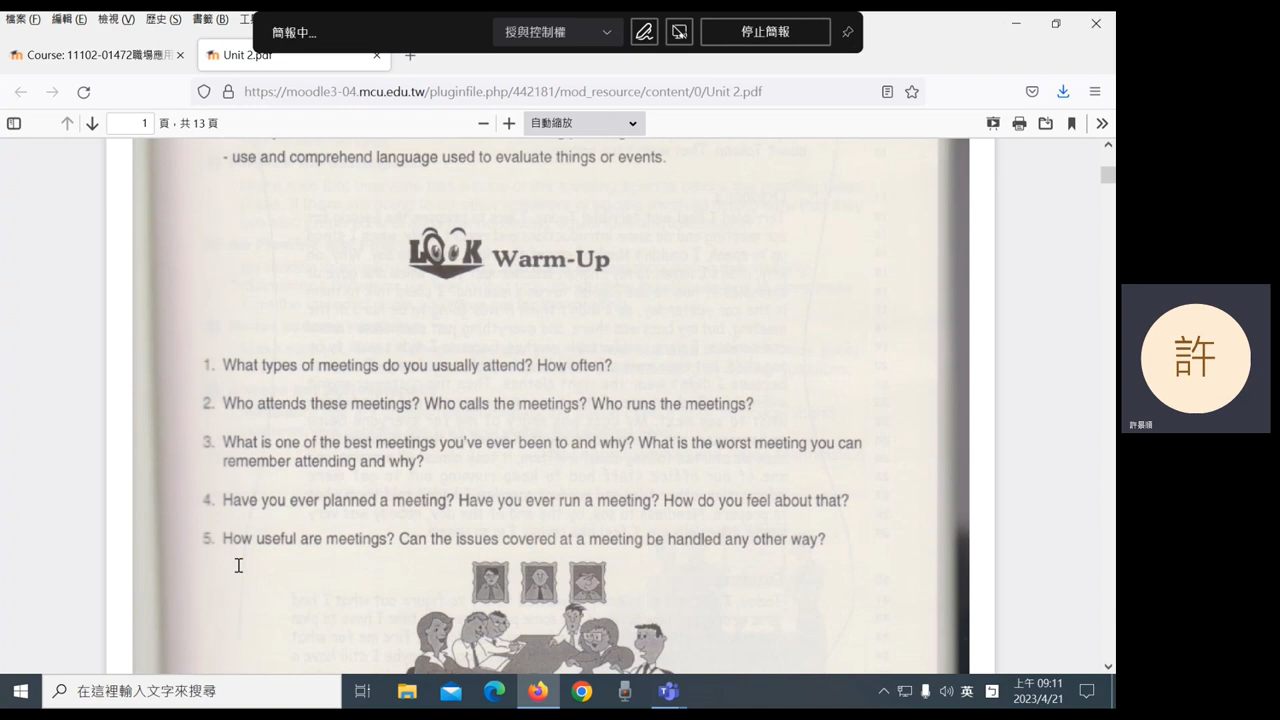 檔案 (F) 編輯 (E) 檢視 (V) 歷史 (S) 書籤 (B)
簡報中...
授與控制權
停止簡報
Course: 11102-01472職場應用
Unit 2.pdf
https://moodle3-04.mcu.edu.tw/pluginfile.php/442181/mod_resource/content/0/Unit 2.pdf
1 頁，共 13 頁
自動縮放
- use and comprehend language used to evaluate things or events.
LOOK Warm-Up
1. What types of meetings do you usually attend? How often?
2. Who attends these meetings? Who calls the meetings? Who runs the meetings?
3. What is one of the best meetings you've ever been to and why? What is the worst meeting you can
remember attending and why?
4. Have you ever planned a meeting? Have you ever run a meeting? How do you feel about that?
5. How useful are meetings? Can the issues covered at a meeting be handled any other way?
許
許景順
在這裡輸入文字來搜尋
英
上午 09:11
2023/4/21